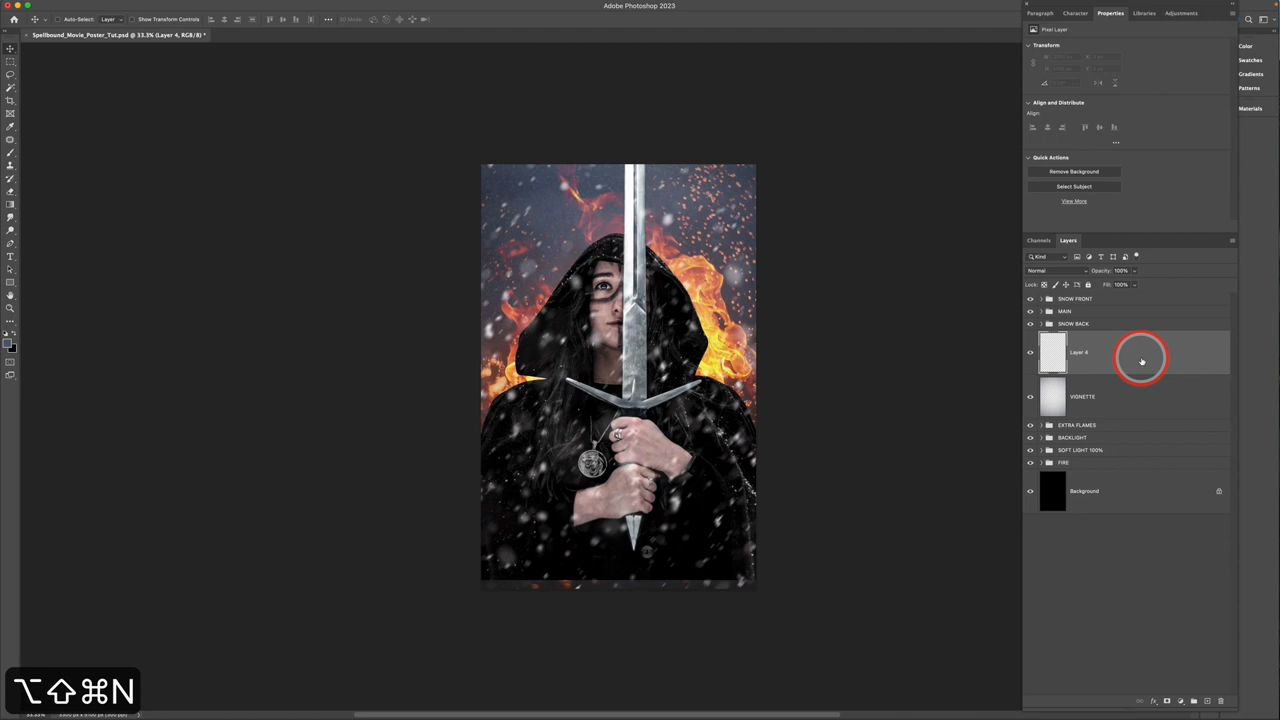 Adobe Photoshop 2023
Auto-Select: Layer Show Transform Controls 3D Mode:
Spellbound_Movie_Poster_Tut.psd @ 33.3% (Layer 4, RGB/8) *
Paragraph Character Properties Libraries Adjustments
Pixel Layer
Transform
Align and Distribute
Align:
Quick Actions
Remove Background
Select Subject
View More
Color
Swatches
Gradients
Patterns
Materials
Channels Layers
Kind
Normal Opacity: 100%
Lock: Fill: 100%
SNOW FRONT
MAIN
SNOW BACK
Layer 4
VIGNETTE
EXTRA FLAMES
BACKLIGHT
SOFT LIGHT 100%
FIRE
Background
⌥⇧⌘N